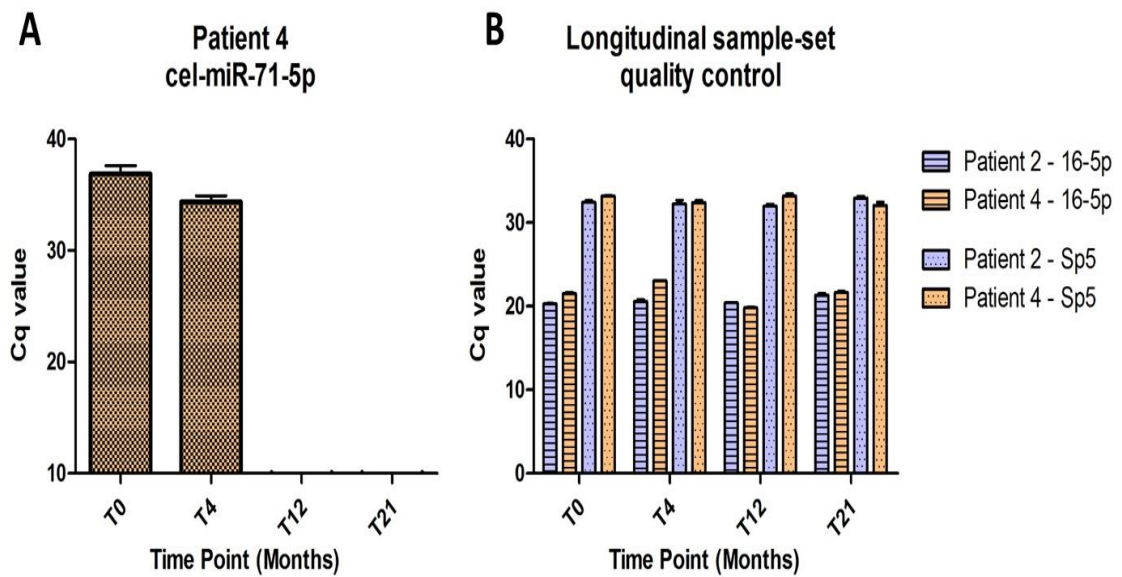 A
Patient 4
cel-miR-71-5p
40
30
20
10
Cq value
T0
T4
T12
T21
Time Point (Months)
B
Longitudinal sample-set
quality control
40
30
20
10
0
Cq value
T0
T4
T12
T21
Time Point (Months)
Patient 2 - 16-5p
Patient 4 - 16-5p
Patient 2 - Sp5
Patient 4 - Sp5